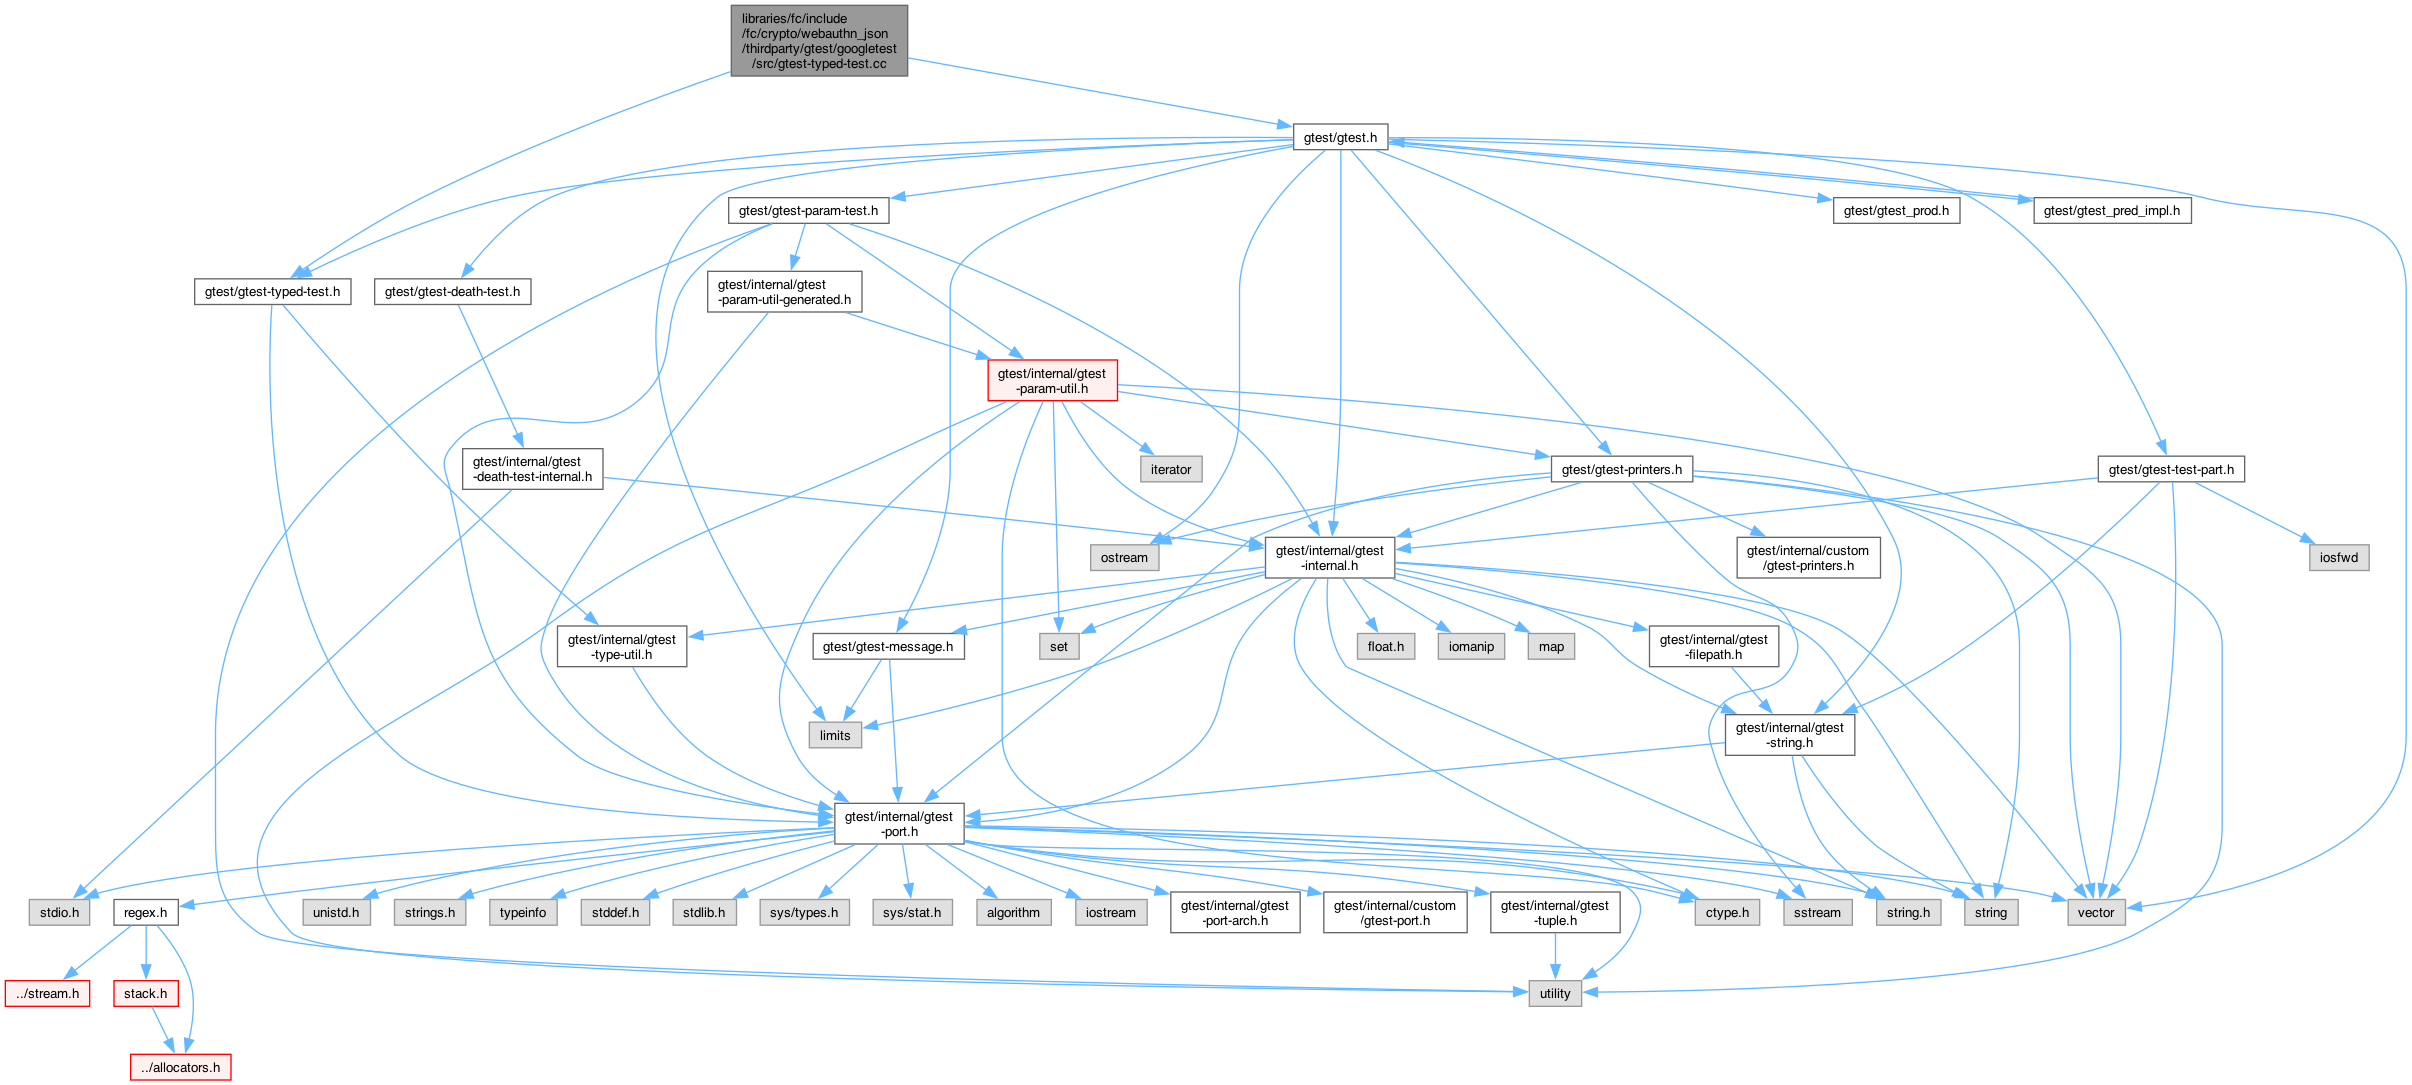 libraries/fc/include
/fc/crypto/webauthn_json
/thirdparty/gtest/googletest
/src/gtest-typed-test.cc
gtest/gtest.h
gtest/gtest-param-test.h
gtest/gtest_prod.h
gtest/gtest_pred_impl.h
gtest/gtest-typed-test.h
gtest/gtest-death-test.h
gtest/internal/gtest
-param-util-generated.h
gtest/internal/gtest
-param-util.h
gtest/internal/gtest
-death-test-internal.h
iterator
gtest/gtest-printers.h
gtest/gtest-test-part.h
ostream
gtest/internal/gtest
-internal.h
gtest/internal/custom
/gtest-printers.h
iosfwd
gtest/internal/gtest
-type-util.h
gtest/gtest-message.h
set
float.h
iomanip
map
gtest/internal/gtest
-filepath.h
limits
gtest/internal/gtest
-string.h
gtest/internal/gtest
-port.h
stdio.h
regex.h
unistd.h
strings.h
typeinfo
stddef.h
stdlib.h
sys/types.h
sys/stat.h
algorithm
iostream
gtest/internal/gtest
-port-arch.h
gtest/internal/custom
/gtest-port.h
gtest/internal/gtest
-tuple.h
ctype.h
sstream
string.h
string
vector
../stream.h
stack.h
utility
../allocators.h